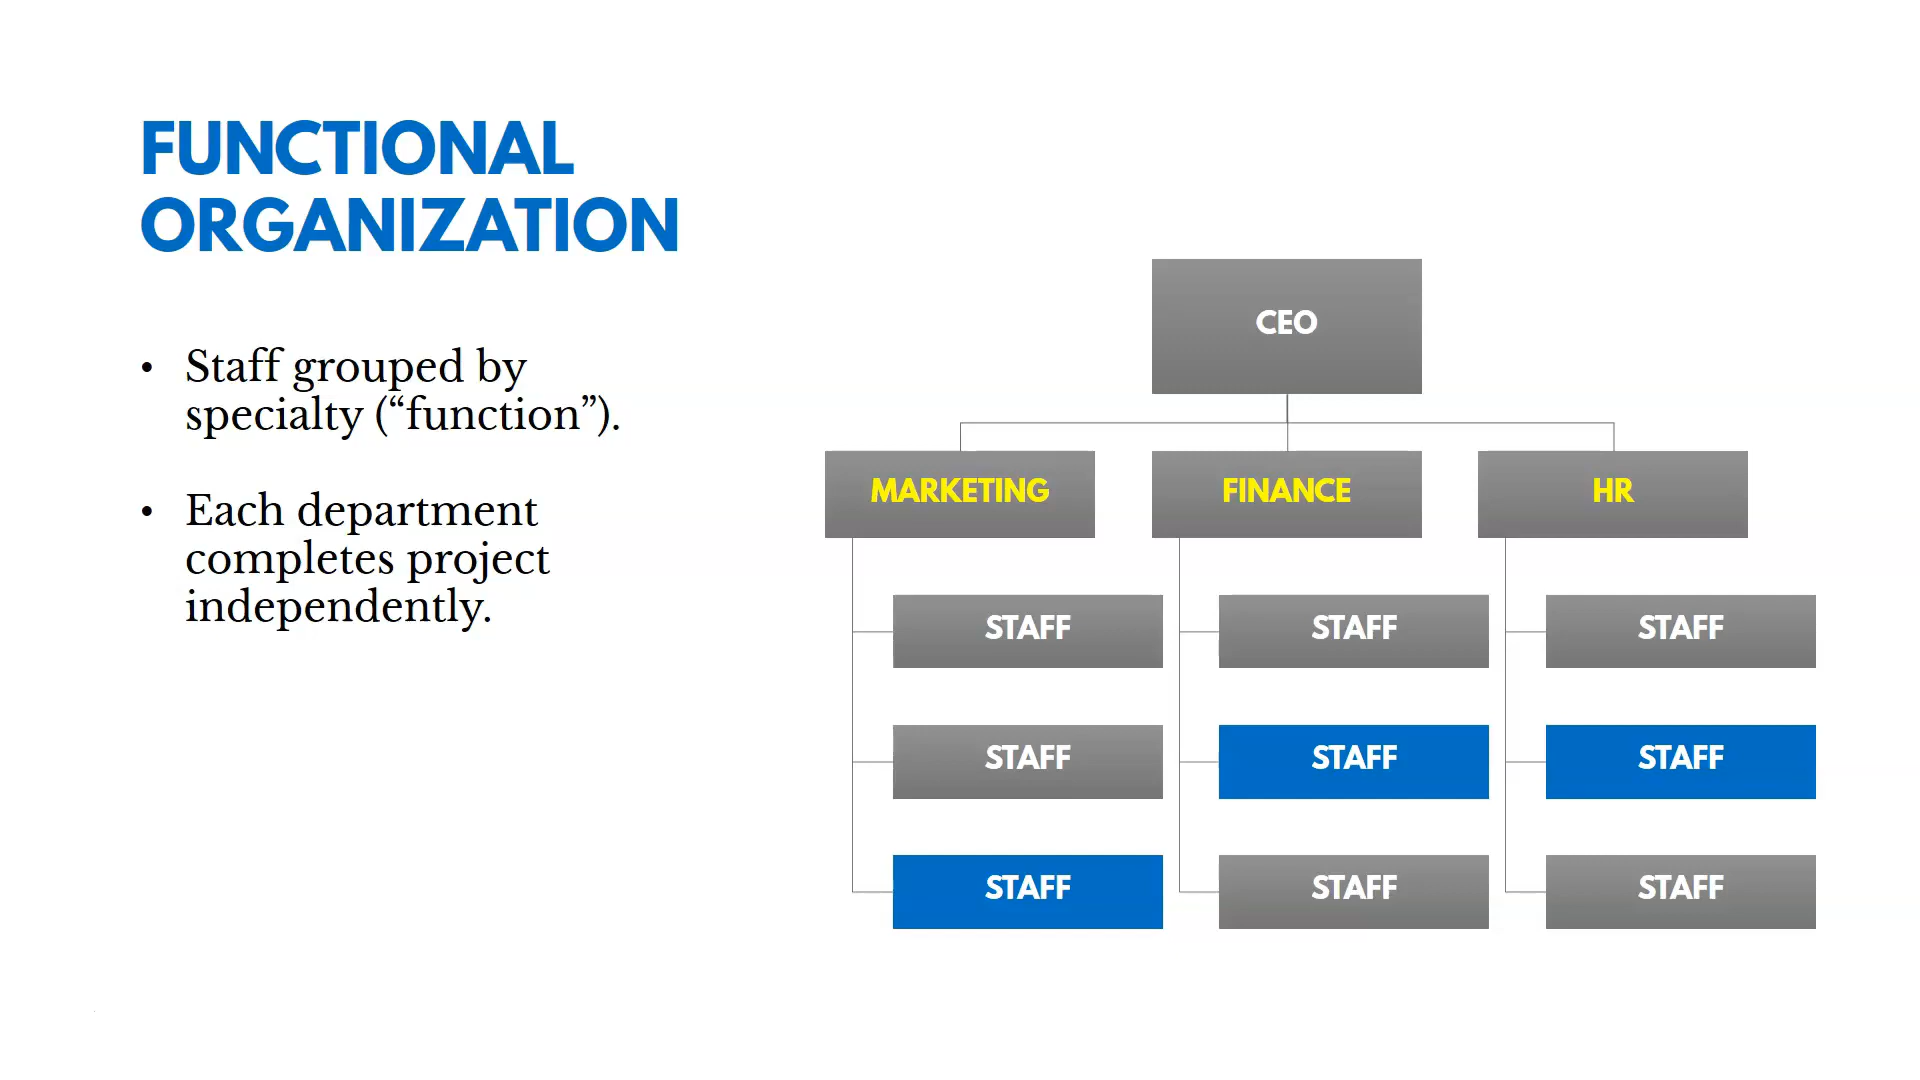 FUNCTIONAL
ORGANIZATION
• Staff grouped by
specialty (“function”).
• Each department
completes project
independently.
CEO
MARKETING
FINANCE
HR
STAFF
STAFF
STAFF
STAFF
STAFF
STAFF
STAFF
STAFF
STAFF